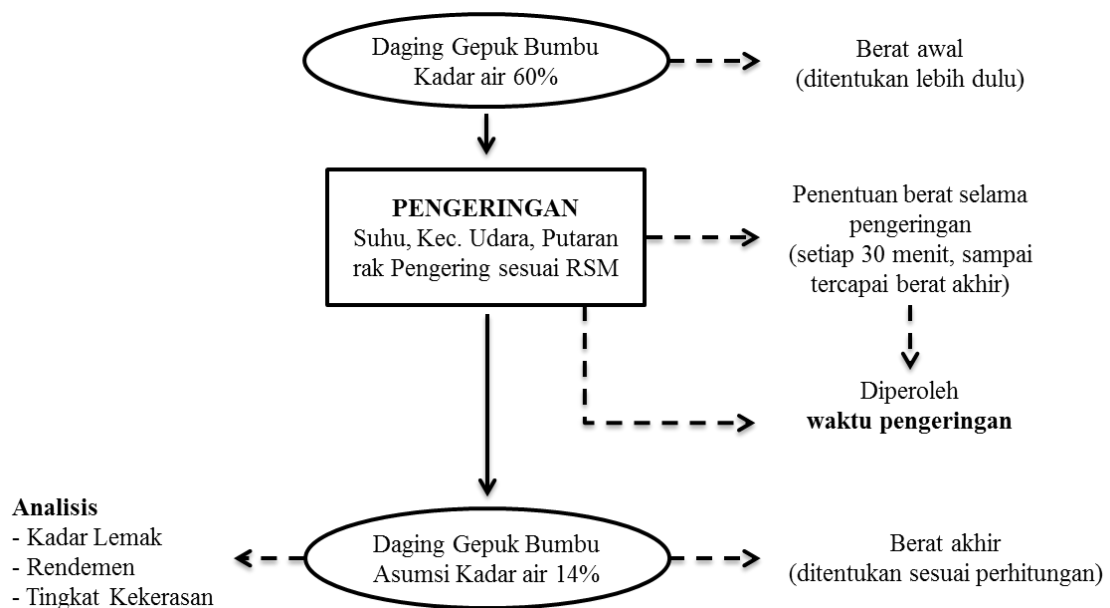 Daging Gepuk Bumbu
Kadar air 60%
Berat awal
(ditentukan lebih dulu)
PENGERINGAN
Suhu, Kec. Udara, Putaran
rak Pengering sesuai RSM
Penentuan berat selama
pengeringan
(setiap 30 menit, sampai
tercapai berat akhir)
Diperoleh
waktu pengeringan
Analisis
- Kadar Lemak
- Rendemen
- Tingkat Kekerasan
Daging Gepuk Bumbu
Asumsi Kadar air 14%
Berat akhir
(ditentukan sesuai perhitungan)